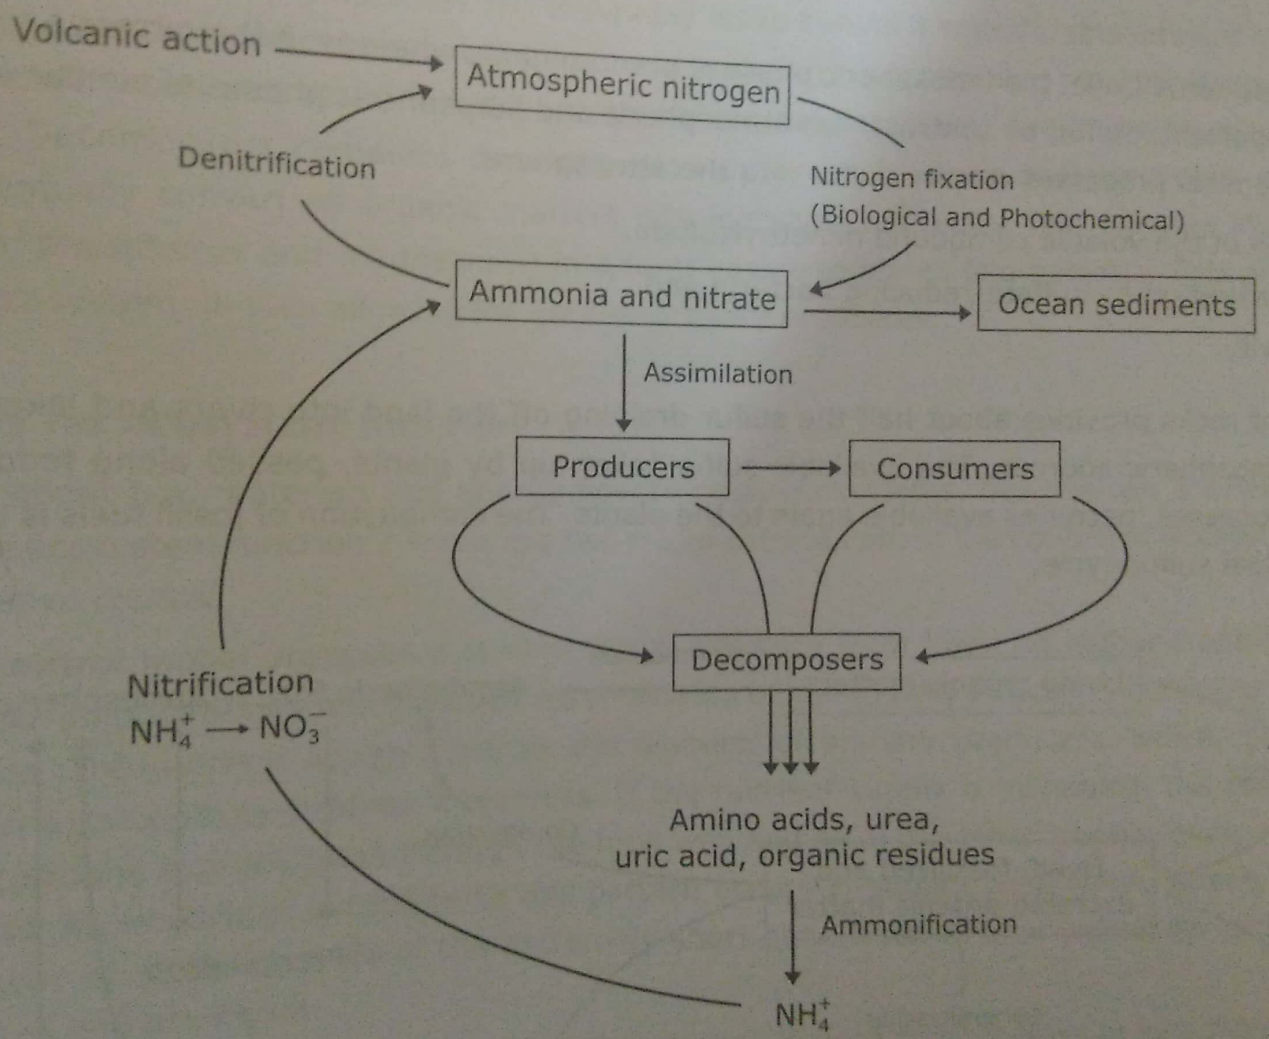 Volcanic action
Atmospheric nitrogen
Denitrification
Nitrogen fixation
(Biological and Photochemical)
Ammonia and nitrate
Ocean sediments
Assimilation
Producers
Consumers
Decomposers
Nitrification
NH₄⁺ → NO₃⁻
Amino acids, urea,
uric acid, organic residues
Ammonification
NH₄⁺